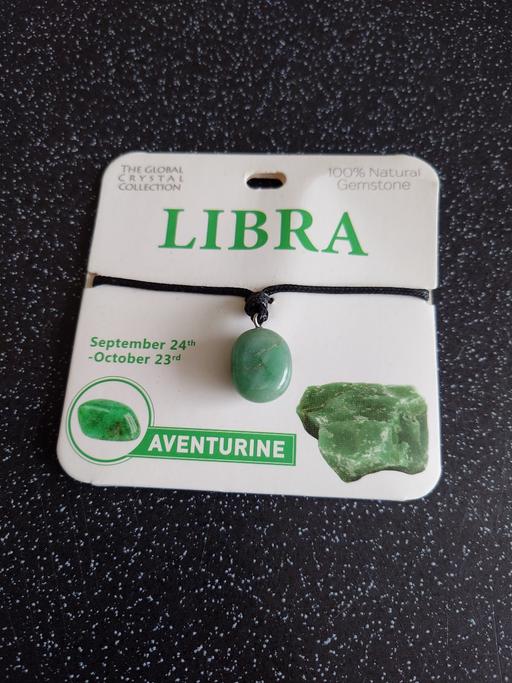 THE GLOBAL
CRYSTAL
COLLECTION
100% Natural
Gemstone
LIBRA
September 24th
-October 23rd
AVENTURINE